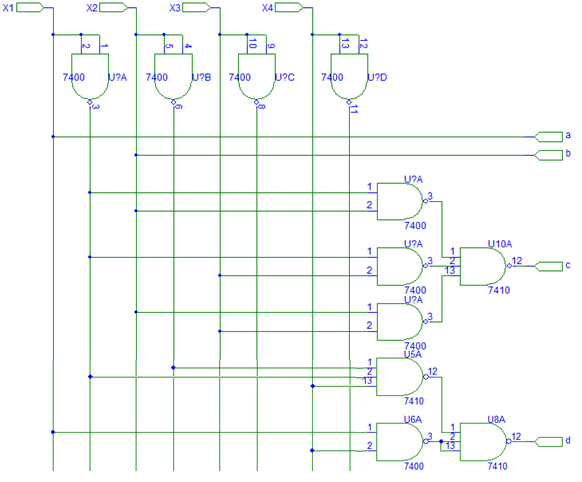 X1 X2 X3 X4
2 1 5 4 10 9 13 12
7400 U?A 7400 U?B 7400 U?C 7400 U?D
3 6 8 11
a
b
U?A
1 3
2
7400
U?A U10A
1 3 1 12 c
2 2
13
7400 7410
U?A
1 3
2
7400
U5A
1 12
2
13
7410
U6A U8A
1 3 1 12 d
2 2
13
7400 7410